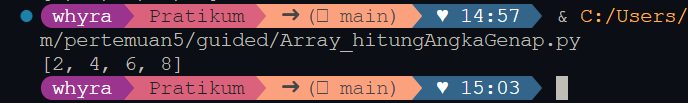 whyra Pratikum ➜ (▯ main) ♥ 14:57 & C:/Users/
m/pertemuan5/guided/Array_hitungAngkaGenap.py
[2, 4, 6, 8]
whyra Pratikum ➜ (▯ main) ♥ 15:03